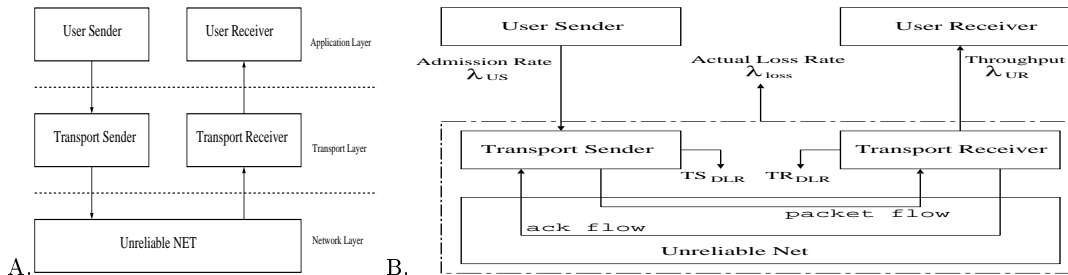 User Sender
User Receiver
Application Layer
Transport Sender
Transport Receiver
Transport Layer
Unreliable NET
Network Layer
A.
User Sender
User Receiver
Admission Rate
λ US
Actual Loss Rate
λ loss
Throughput
λ UR
Transport Sender
Transport Receiver
TS DLR
TR DLR
packet flow
ack flow
Unreliable Net
B.